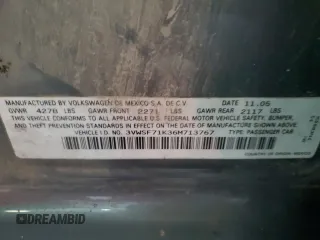 MANUFACTURED BY VOLKSWAGEN DE MEXICO S.A. DE C.V. DATE 11.05
GVWR 4278 LBS GAWR FRONT 2271 LBS GAWR REAR 2117 LBS
THIS VEHICLE CONFORMS TO ALL APPLICABLE U.S. FEDERAL MOTOR VEHICLE SAFETY, BUMPER,
AND THEFT PREVENTION STANDARDS IN EFFECT ON THE DATE OF MANUFACTURE SHOWN ABOVE
VEHICLE I.D. NO. 3VWSF71K36M713767 TYPE: PASSENGER CAR
DREAMBID